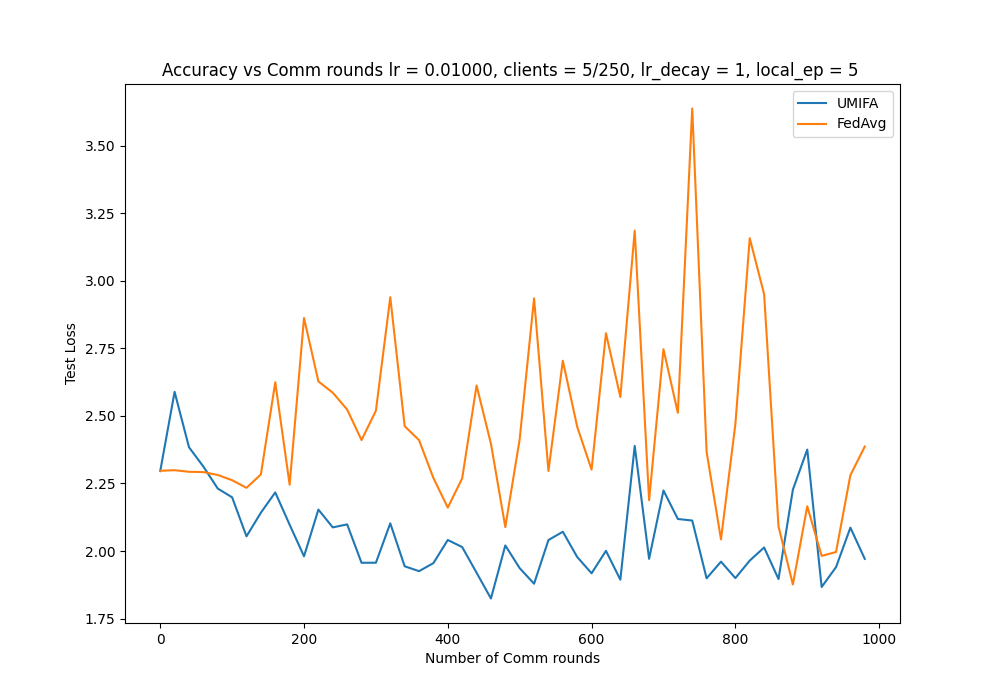 Accuracy vs Comm rounds lr = 0.01000, clients = 5/250, lr_decay = 1, local_ep = 5
UMIFA
FedAvg
3.50
3.25
3.00
2.75
2.50
2.25
2.00
1.75
Test Loss
0 200 400 600 800 1000
Number of Comm rounds